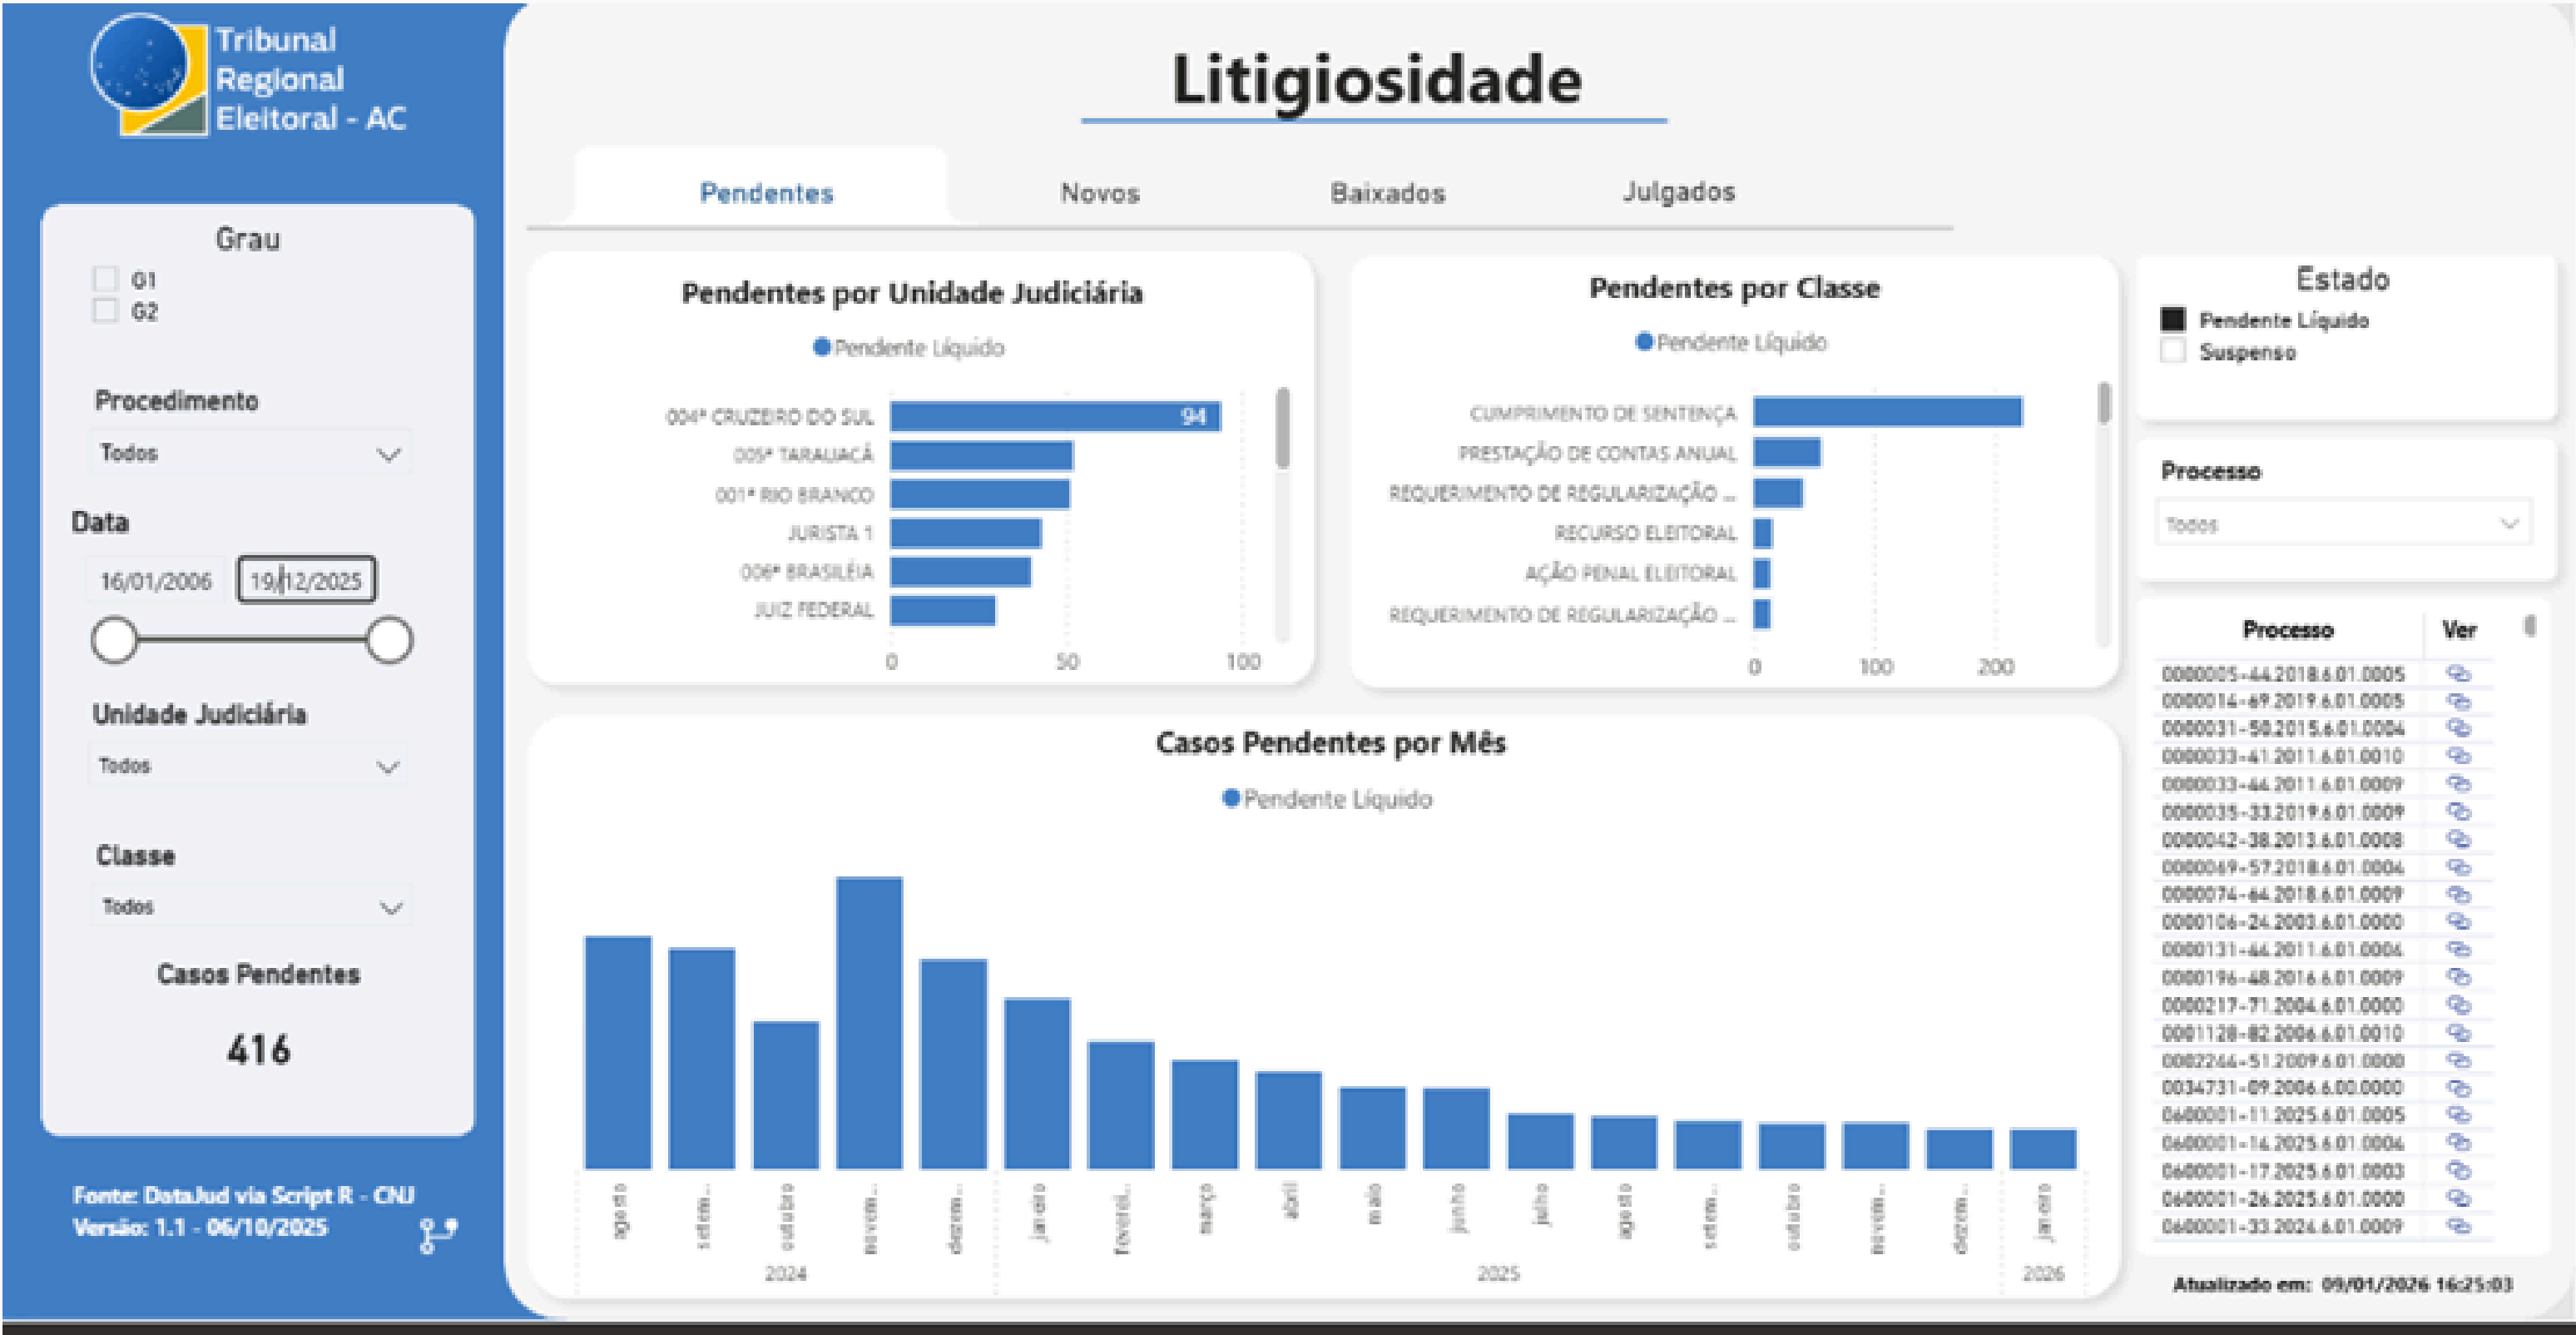 Tribunal
Regional
Eleitoral - AC
Litigiosidade
Pendentes
Novos
Baixados
Julgados
Grau
G1
G2
Procedimento
Todos
Data
16/01/2006
19/12/2025
Unidade Judiciária
Todos
Classe
Todos
Casos Pendentes
416
Fonte: DataJud via Script R - CNJ
Versão: 1.1 - 06/10/2025
Pendentes por Unidade Judiciária
Pendente Líquido
004ª CRUZEIRO DO SUL
94
005ª TARAUACÁ
001ª RIO BRANCO
JURISTA 1
006ª BRASILÉIA
JUIZ FEDERAL
0
50
100
Pendentes por Classe
Pendente Líquido
CUMPRIMENTO DE SENTENÇA
PRESTAÇÃO DE CONTAS ANUAL
REQUERIMENTO DE REGULARIZAÇÃO ...
RECURSO ELEITORAL
AÇÃO PENAL ELEITORAL
REQUERIMENTO DE REGULARIZAÇÃO ...
0
100
200
Casos Pendentes por Mês
Pendente Líquido
agosto
setem...
outubro
novem...
dezem...
janeiro
feverei...
março
abril
maio
junho
julho
agosto
setem...
outubro
novem...
dezem...
janeiro
2024
2025
2026
Estado
Pendente Líquido
Suspenso
Processo
Todos
Processo
Ver
0000005-44.2018.6.01.0005
0000014-69.2019.6.01.0005
0000031-50.2015.6.01.0004
0000033-41.2011.6.01.0010
0000033-44.2011.6.01.0009
0000035-33.2019.6.01.0009
0000042-38.2013.6.01.0008
0000069-57.2018.6.01.0004
0000074-64.2018.6.01.0009
0000106-24.2003.6.01.0000
0000131-44.2011.6.01.0004
0000196-48.2016.6.01.0009
0000217-71.2004.6.01.0000
0001128-82.2006.6.01.0010
0002244-51.2009.6.01.0000
0034731-09.2006.6.00.0000
0600001-11.2025.6.01.0005
0600001-14.2025.6.01.0004
0600001-17.2025.6.01.0003
0600001-26.2025.6.01.0000
0600001-33.2024.6.01.0009
Atualizado em: 09/01/2026 16:25:03